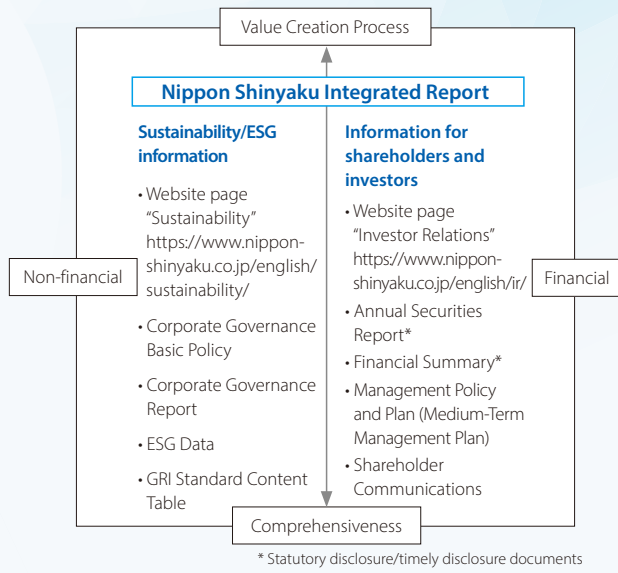 Value Creation Process
Nippon Shinyaku Integrated Report
Sustainability/ESG
information
• Website page
“Sustainability”
https://www.nippon-
shinyaku.co.jp/english/
sustainability/
• Corporate Governance
Basic Policy
• Corporate Governance
Report
• ESG Data
• GRI Standard Content
Table
Information for
shareholders and
investors
• Website page
“Investor Relations”
https://www.nippon-
shinyaku.co.jp/english/ir/
• Annual Securities
Report*
• Financial Summary*
• Management Policy
and Plan (Medium-Term
Management Plan)
• Shareholder
Communications
Non-financial
Financial
Comprehensiveness
* Statutory disclosure/timely disclosure documents